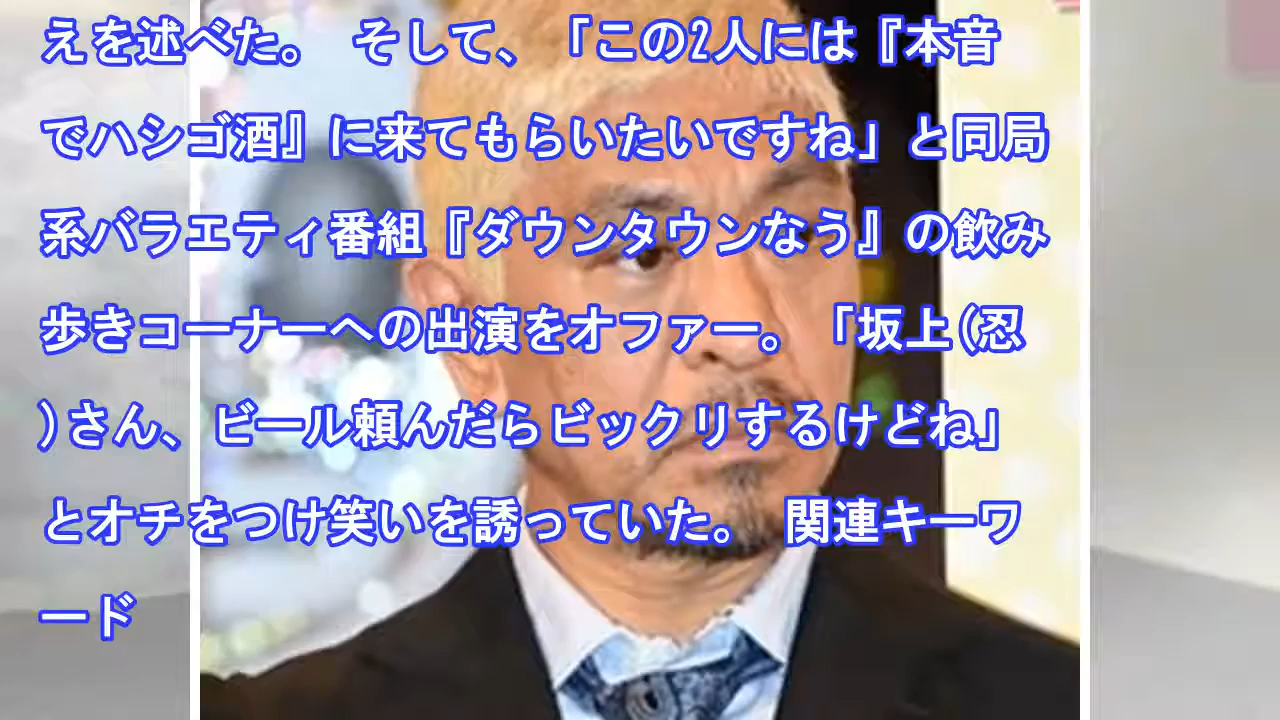 えを述べた。 そして、「この2人には『本音
でハシゴ酒』に来てもらいたいですね」と同局
系バラエティ番組『ダウンタウンなう』の飲み
歩きコーナーへの出演をオファー。「坂上(忍
)さん、ビール頼んだらビックリするけどね」
とオチをつけ笑いを誘っていた。 関連キーワ
ード